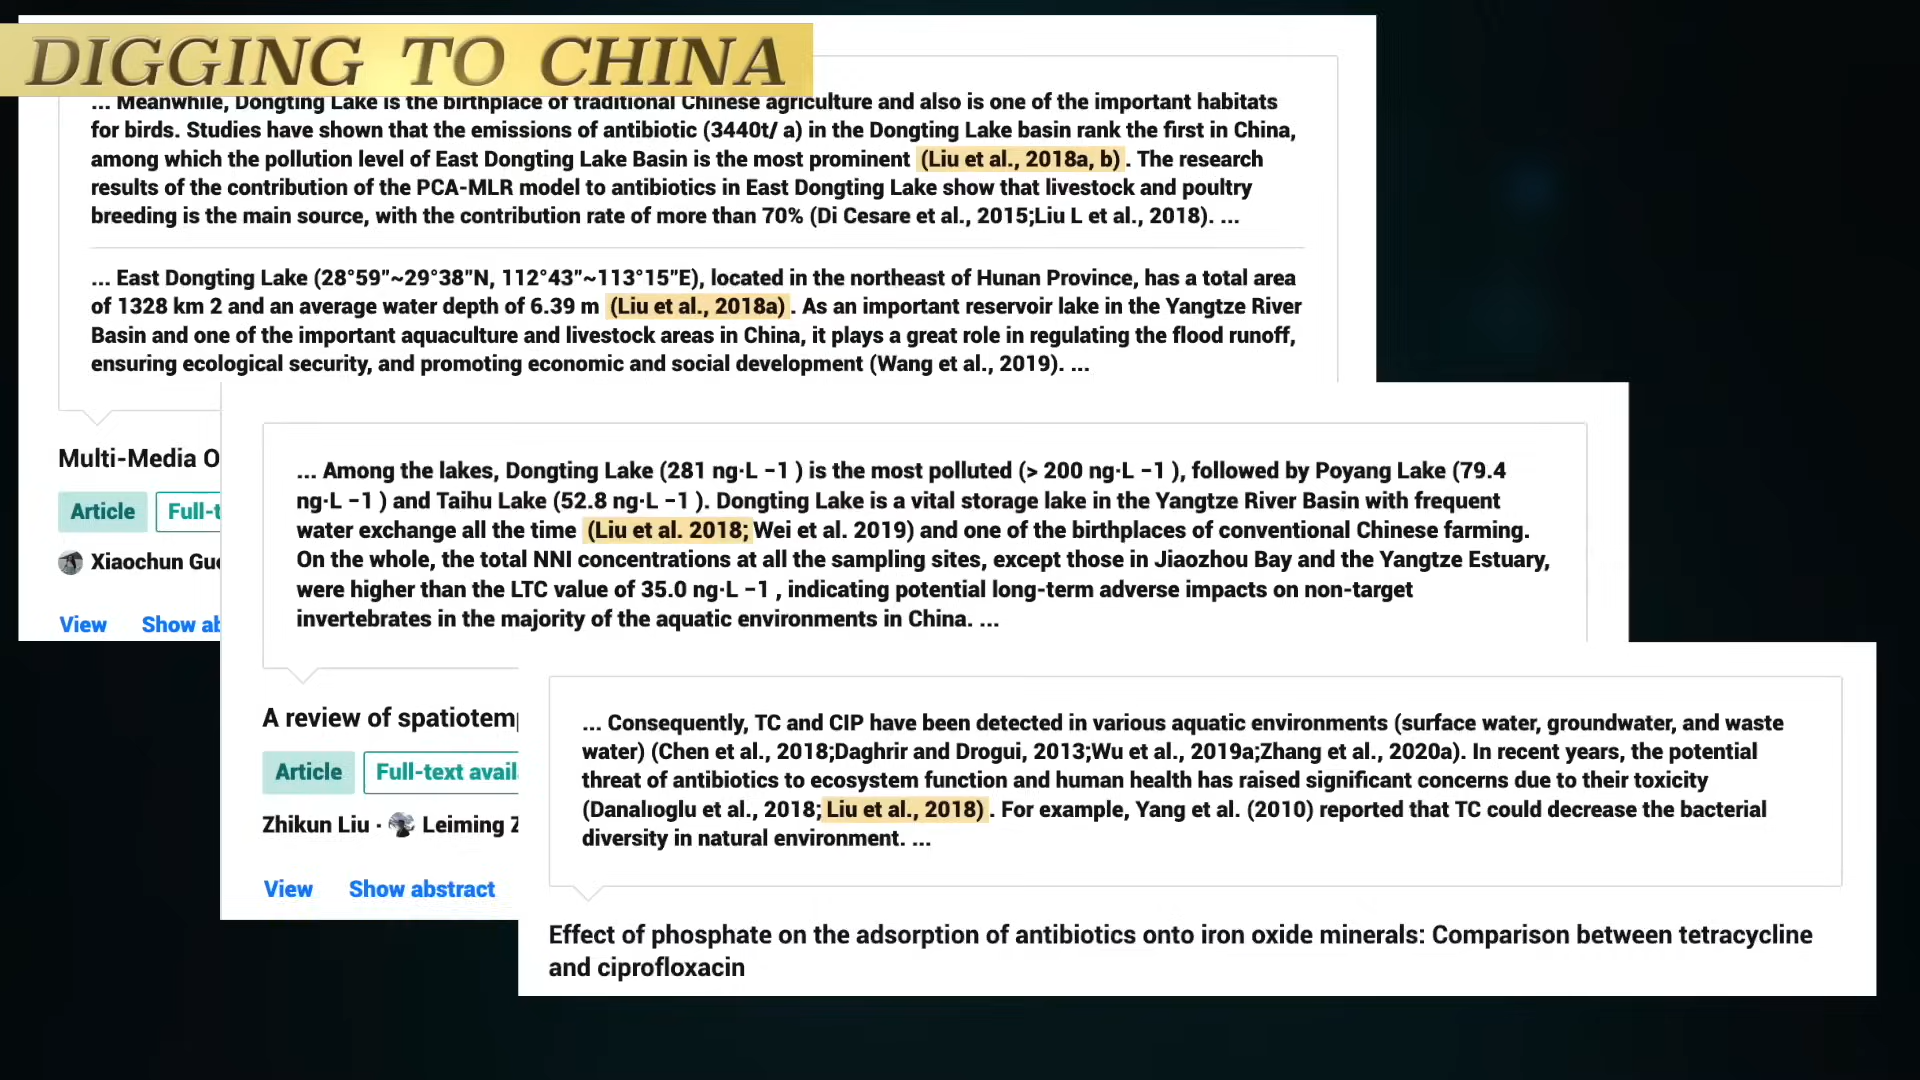 DIGGING TO CHINA
... Meanwhile, Dongting Lake is the birthplace of traditional Chinese agriculture and also is one of the important habitats
for birds. Studies have shown that the emissions of antibiotic (3440t/ a) in the Dongting Lake basin rank the first in China,
among which the pollution level of East Dongting Lake Basin is the most prominent (Liu et al., 2018a, b) . The research
results of the contribution of the PCA-MLR model to antibiotics in East Dongting Lake show that livestock and poultry
breeding is the main source, with the contribution rate of more than 70% (Di Cesare et al., 2015;Liu L et al., 2018). ...
... East Dongting Lake (28°59″~29°38″N, 112°43″~113°15″E), located in the northeast of Hunan Province, has a total area
of 1328 km 2 and an average water depth of 6.39 m (Liu et al., 2018a) . As an important reservoir lake in the Yangtze River
Basin and one of the important aquaculture and livestock areas in China, it plays a great role in regulating the flood runoff,
ensuring ecological security, and promoting economic and social development (Wang et al., 2019). ...
Multi-Media O
Article Full-t
Xiaochun Gu
View Show ab
... Among the lakes, Dongting Lake (281 ng·L −1 ) is the most polluted (> 200 ng·L −1 ), followed by Poyang Lake (79.4
ng·L −1 ) and Taihu Lake (52.8 ng·L −1 ). Dongting Lake is a vital storage lake in the Yangtze River Basin with frequent
water exchange all the time (Liu et al. 2018; Wei et al. 2019) and one of the birthplaces of conventional Chinese farming.
On the whole, the total NNI concentrations at all the sampling sites, except those in Jiaozhou Bay and the Yangtze Estuary,
were higher than the LTC value of 35.0 ng·L −1 , indicating potential long-term adverse impacts on non-target
invertebrates in the majority of the aquatic environments in China. ...
A review of spatiotem
Article Full-text avail
Zhikun Liu · Leiming Z
View Show abstract
... Consequently, TC and CIP have been detected in various aquatic environments (surface water, groundwater, and waste
water) (Chen et al., 2018;Daghrir and Drogui, 2013;Wu et al., 2019a;Zhang et al., 2020a). In recent years, the potential
threat of antibiotics to ecosystem function and human health has raised significant concerns due to their toxicity
(Danalıoglu et al., 2018; Liu et al., 2018) . For example, Yang et al. (2010) reported that TC could decrease the bacterial
diversity in natural environment. ...
Effect of phosphate on the adsorption of antibiotics onto iron oxide minerals: Comparison between tetracycline
and ciprofloxacin